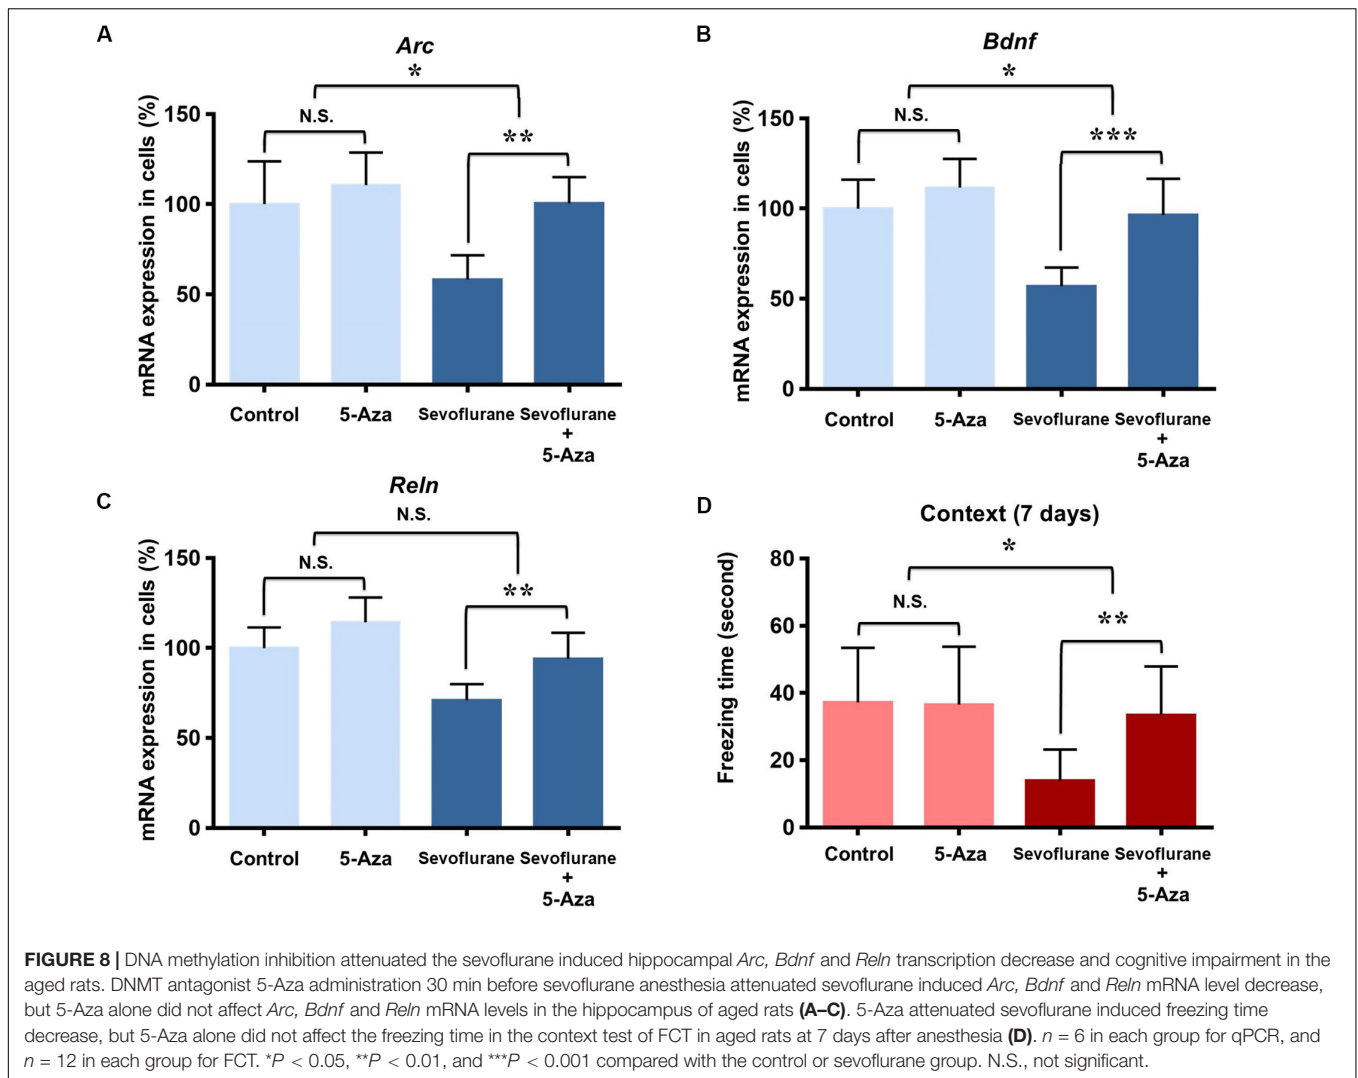 A
Arc
*
N.S.
**
mRNA expression in cells (%)
150
100
50
0
Control
5-Aza
Sevoflurane
Sevoflurane
+
5-Aza
B
Bdnf
*
N.S.
***
mRNA expression in cells (%)
150
100
50
0
Control
5-Aza
Sevoflurane
Sevoflurane
+
5-Aza
C
Reln
N.S.
N.S.
**
mRNA expression in cells (%)
150
100
50
0
Control
5-Aza
Sevoflurane
Sevoflurane
+
5-Aza
D
Context (7 days)
*
N.S.
**
Freezing time (second)
80
60
40
20
0
Control
5-Aza
Sevoflurane
Sevoflurane
+
5-Aza
FIGURE 8 | DNA methylation inhibition attenuated the sevoflurane induced hippocampal Arc, Bdnf and Reln transcription decrease and cognitive impairment in the
aged rats. DNMT antagonist 5-Aza administration 30 min before sevoflurane anesthesia attenuated sevoflurane induced Arc, Bdnf and Reln mRNA level decrease,
but 5-Aza alone did not affect Arc, Bdnf and Reln mRNA levels in the hippocampus of aged rats (A–C). 5-Aza attenuated sevoflurane induced freezing time
decrease, but 5-Aza alone did not affect the freezing time in the context test of FCT in aged rats at 7 days after anesthesia (D). n = 6 in each group for qPCR, and
n = 12 in each group for FCT. *P < 0.05, **P < 0.01, and ***P < 0.001 compared with the control or sevoflurane group. N.S., not significant.